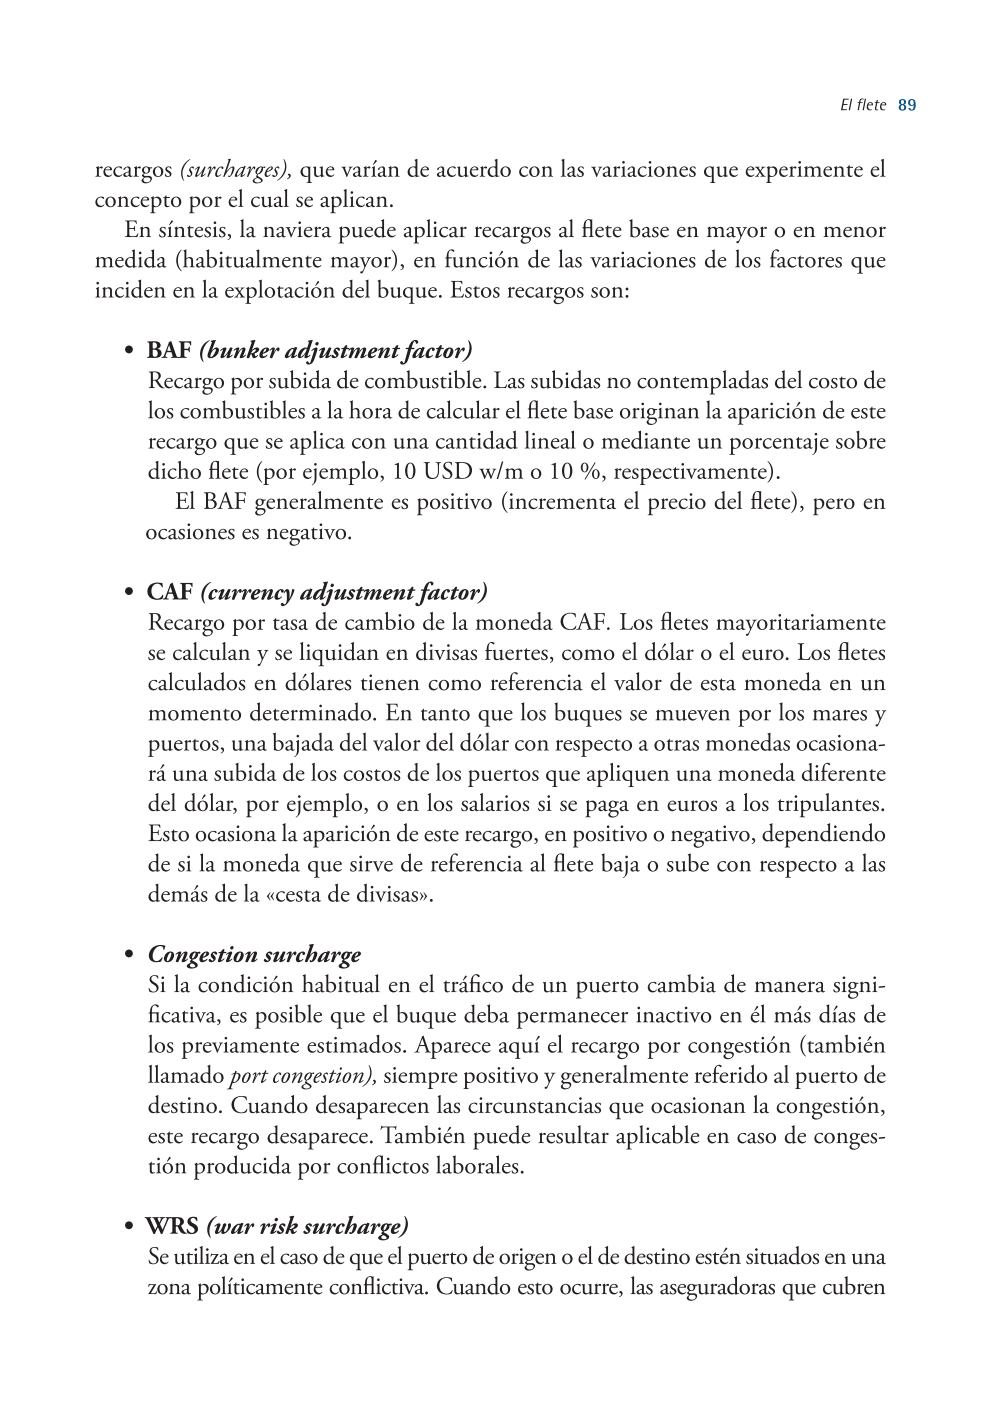 El flete 89
recargos (surcharges), que varían de acuerdo con las variaciones que experimente el
concepto por el cual se aplican.
En síntesis, la naviera puede aplicar recargos al flete base en mayor o en menor
medida (habitualmente mayor), en función de las variaciones de los factores que
inciden en la explotación del buque. Estos recargos son:
• BAF (bunker adjustment factor)
Recargo por subida de combustible. Las subidas no contempladas del costo de
los combustibles a la hora de calcular el flete base originan la aparición de este
recargo que se aplica con una cantidad lineal o mediante un porcentaje sobre
dicho flete (por ejemplo, 10 USD w/m o 10 %, respectivamente).
El BAF generalmente es positivo (incrementa el precio del flete), pero en
ocasiones es negativo.
• CAF (currency adjustment factor)
Recargo por tasa de cambio de la moneda CAF. Los fletes mayoritariamente
se calculan y se liquidan en divisas fuertes, como el dólar o el euro. Los fletes
calculados en dólares tienen como referencia el valor de esta moneda en un
momento determinado. En tanto que los buques se mueven por los mares y
puertos, una bajada del valor del dólar con respecto a otras monedas ocasiona-
rá una subida de los costos de los puertos que apliquen una moneda diferente
del dólar, por ejemplo, o en los salarios si se paga en euros a los tripulantes.
Esto ocasiona la aparición de este recargo, en positivo o negativo, dependiendo
de si la moneda que sirve de referencia al flete baja o sube con respecto a las
demás de la «cesta de divisas».
• Congestion surcharge
Si la condición habitual en el tráfico de un puerto cambia de manera signi-
ficativa, es posible que el buque deba permanecer inactivo en él más días de
los previamente estimados. Aparece aquí el recargo por congestión (también
llamado port congestion), siempre positivo y generalmente referido al puerto de
destino. Cuando desaparecen las circunstancias que ocasionan la congestión,
este recargo desaparece. También puede resultar aplicable en caso de conges-
tión producida por conflictos laborales.
• WRS (war risk surcharge)
Se utiliza en el caso de que el puerto de origen o el de destino estén situados en una
zona políticamente conflictiva. Cuando esto ocurre, las aseguradoras que cubren